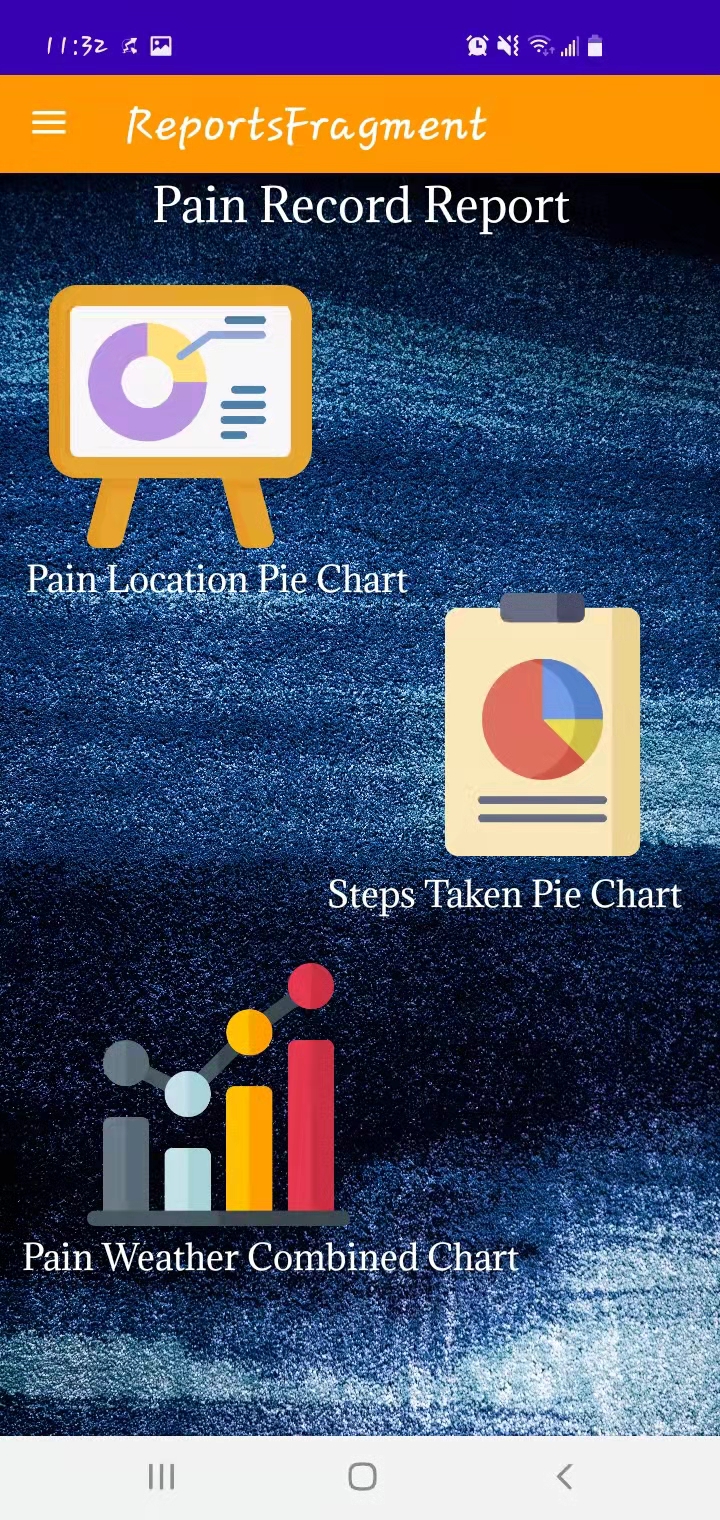 11:32
ReportsFragment
Pain Record Report
Pain Location Pie Chart
Steps Taken Pie Chart
Pain Weather Combined Chart